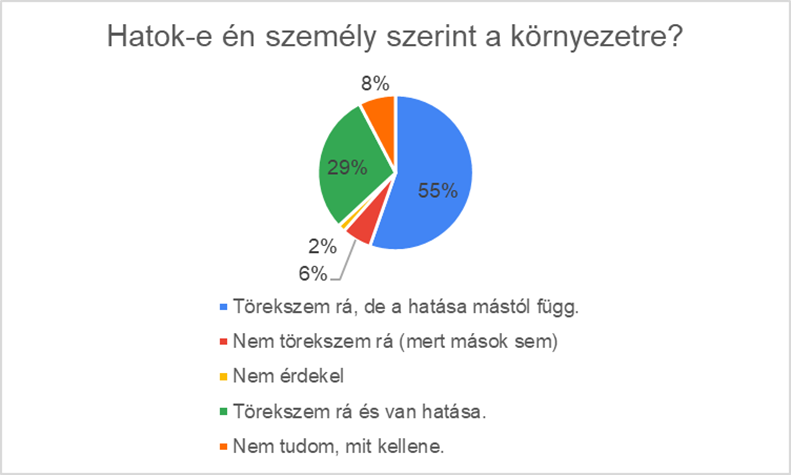 Hatok-e én személy szerint a környezetre?
8%
29%
55%
2%
6%
Törekszem rá, de a hatása mástól függ.
Nem törekszem rá (mert mások sem)
Nem érdekel
Törekszem rá és van hatása.
Nem tudom, mit kellene.